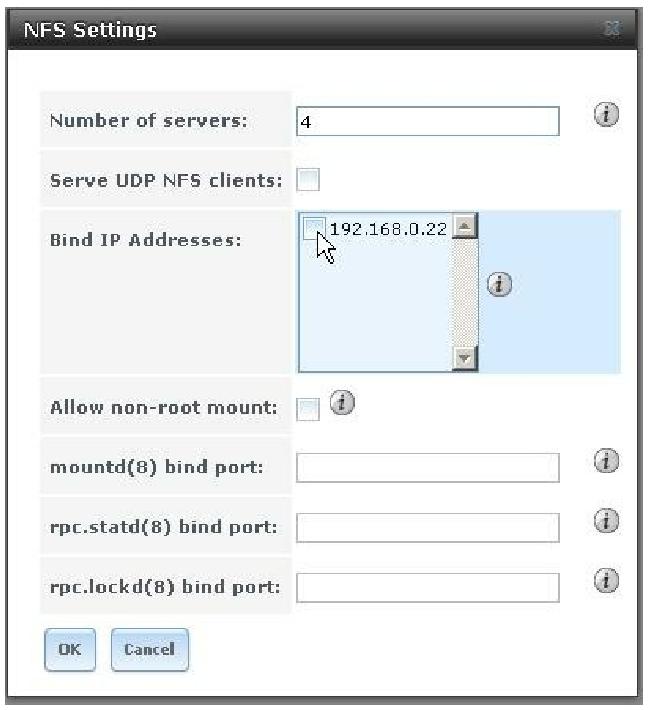 NFS Settings
Number of servers: 4
Serve UDP NFS clients:
Bind IP Addresses: 192.168.0.22
Allow non-root mount:
mountd(8) bind port:
rpc.statd(8) bind port:
rpc.lockd(8) bind port:
OK Cancel